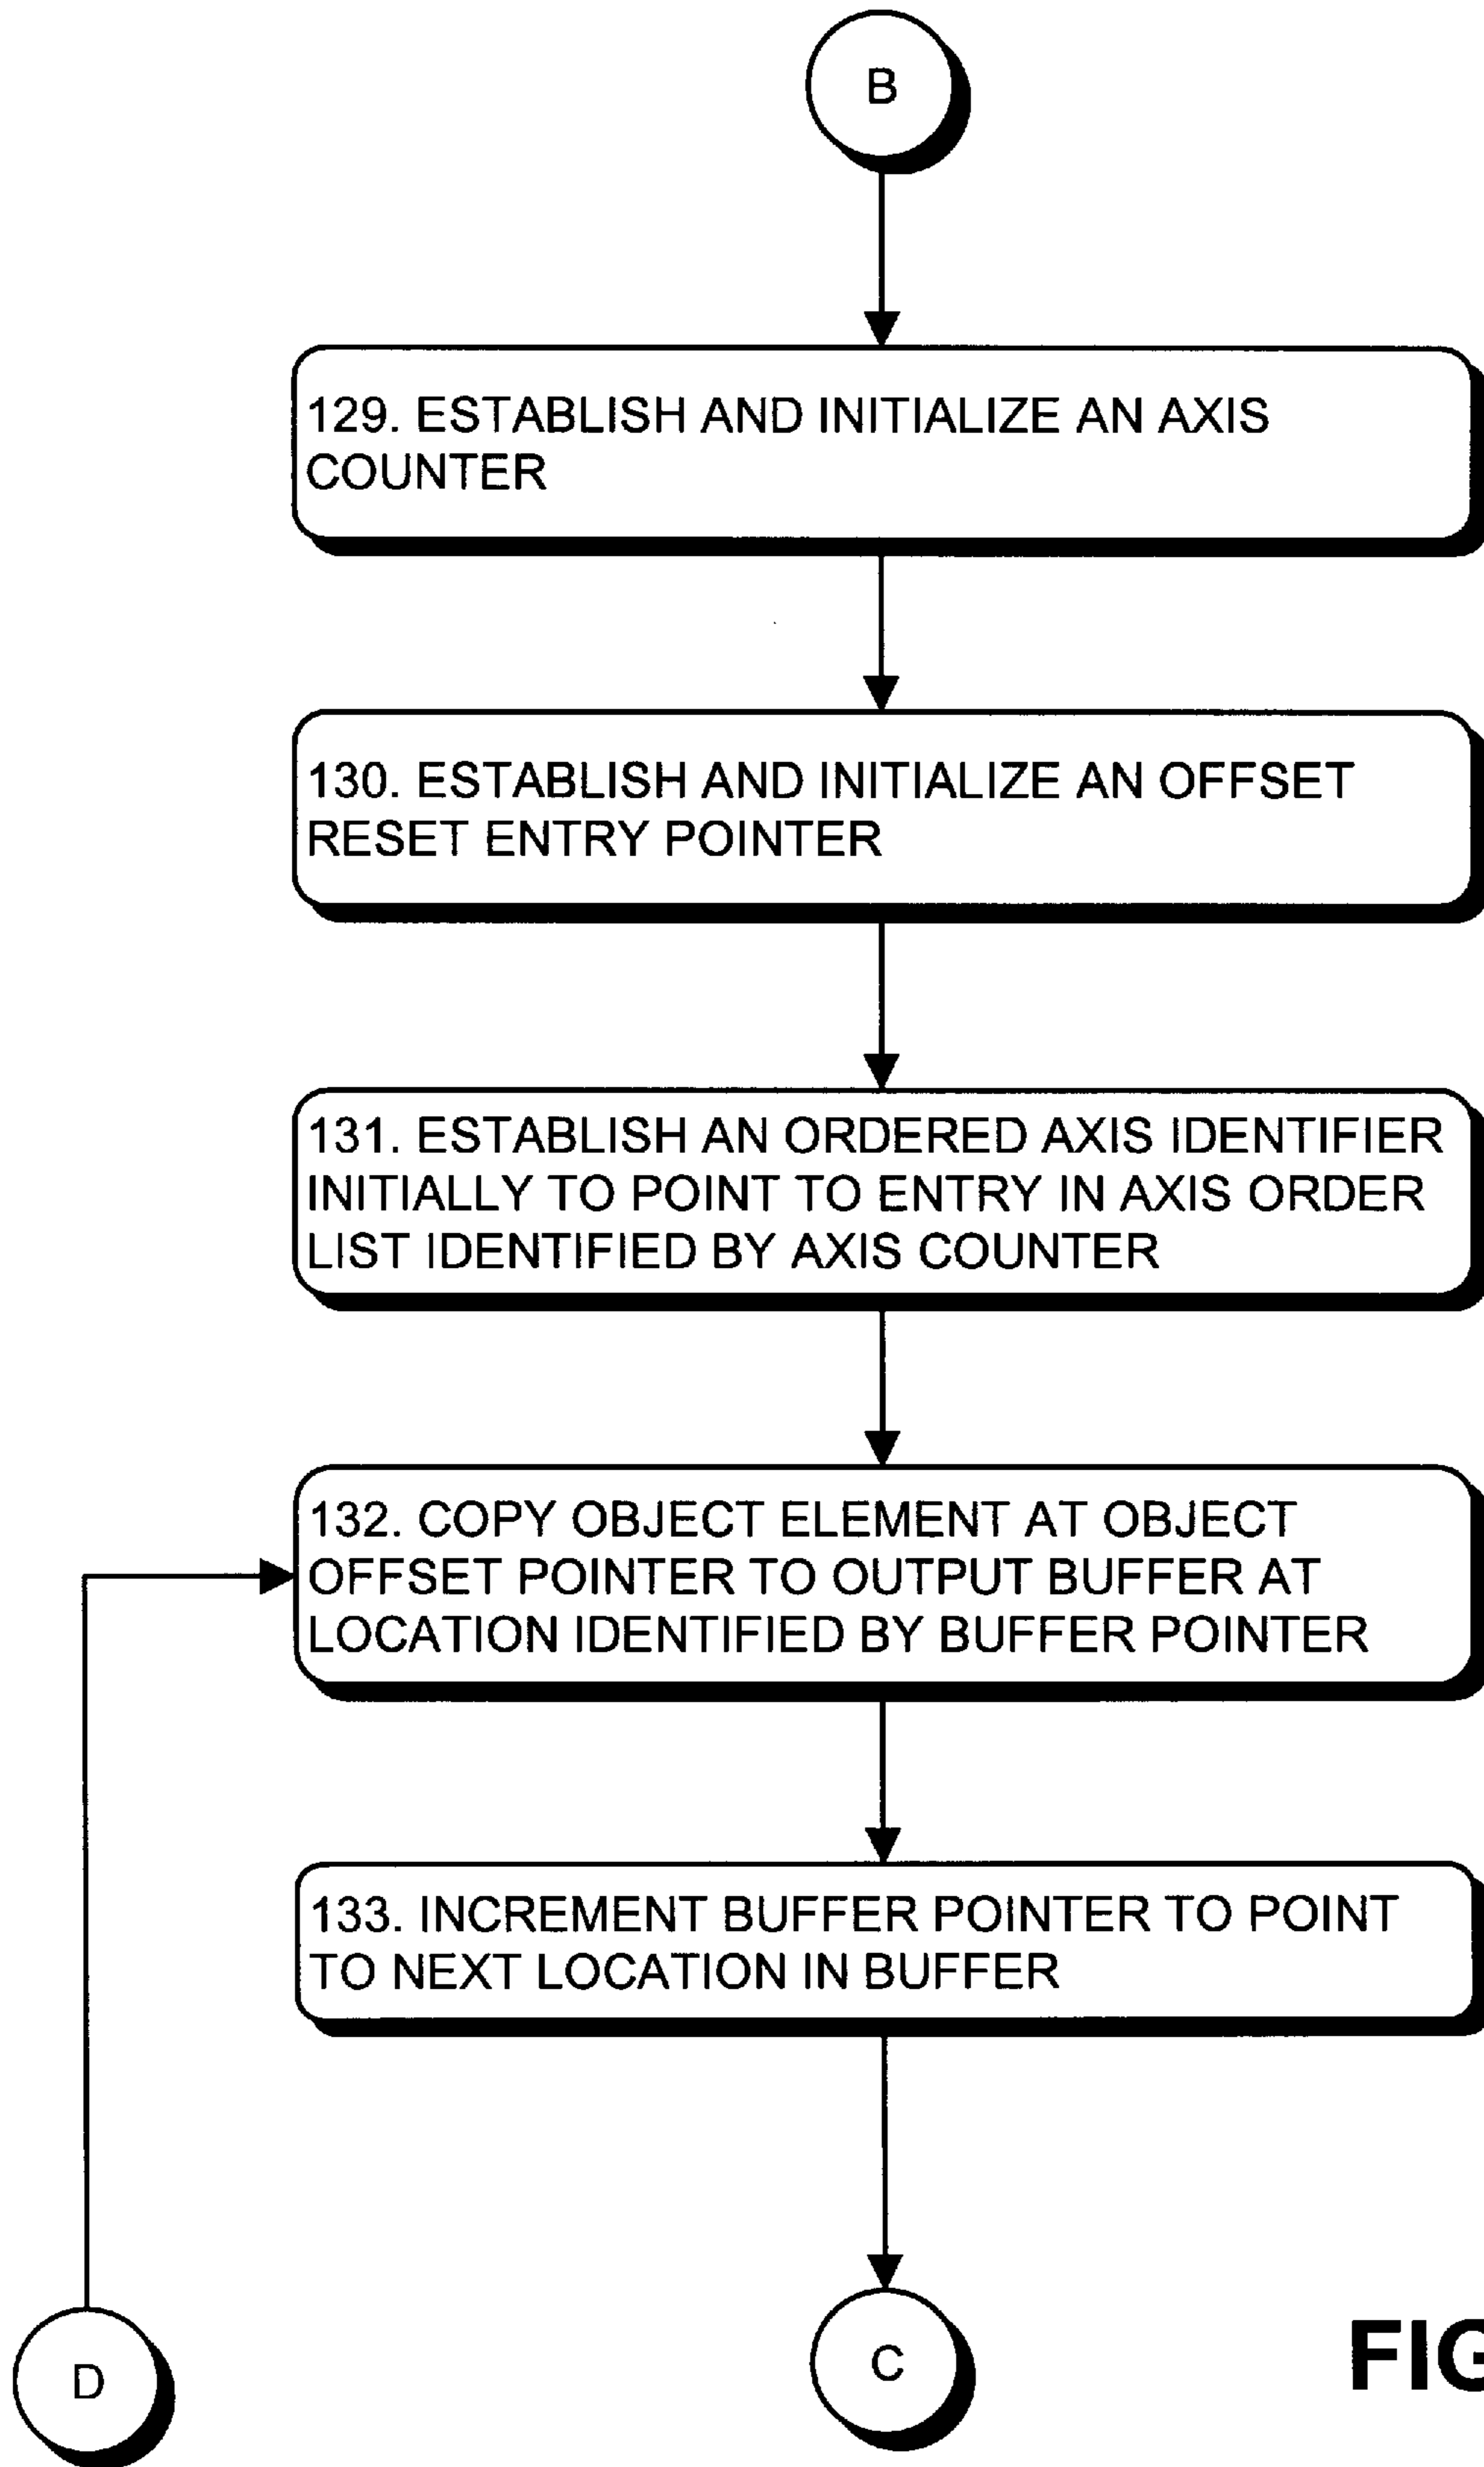 B
129. ESTABLISH AND INITIALIZE AN AXIS
COUNTER
130. ESTABLISH AND INITIALIZE AN OFFSET
RESET ENTRY POINTER
131. ESTABLISH AN ORDERED AXIS IDENTIFIER
INITIALLY TO POINT TO ENTRY IN AXIS ORDER
LIST IDENTIFIED BY AXIS COUNTER
132. COPY OBJECT ELEMENT AT OBJECT
OFFSET POINTER TO OUTPUT BUFFER AT
LOCATION IDENTIFIED BY BUFFER POINTER
133. INCREMENT BUFFER POINTER TO POINT
TO NEXT LOCATION IN BUFFER
D
C
FIG